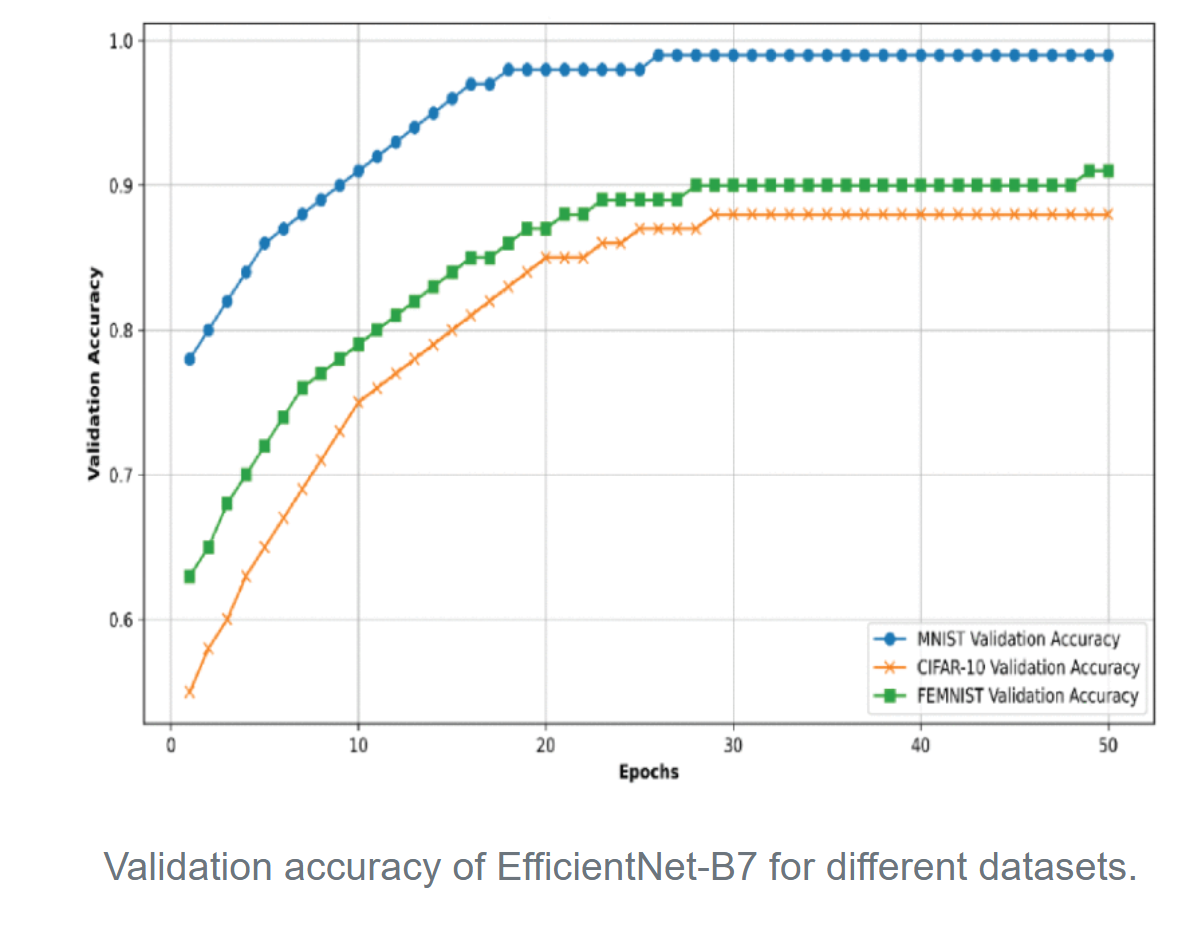 1.0
0.9
0.8
0.7
0.6
Validation Accuracy
MNIST Validation Accuracy
CIFAR-10 Validation Accuracy
FEMNIST Validation Accuracy
0 10 20 30 40 50
Epochs
Validation accuracy of EfficientNet-B7 for different datasets.